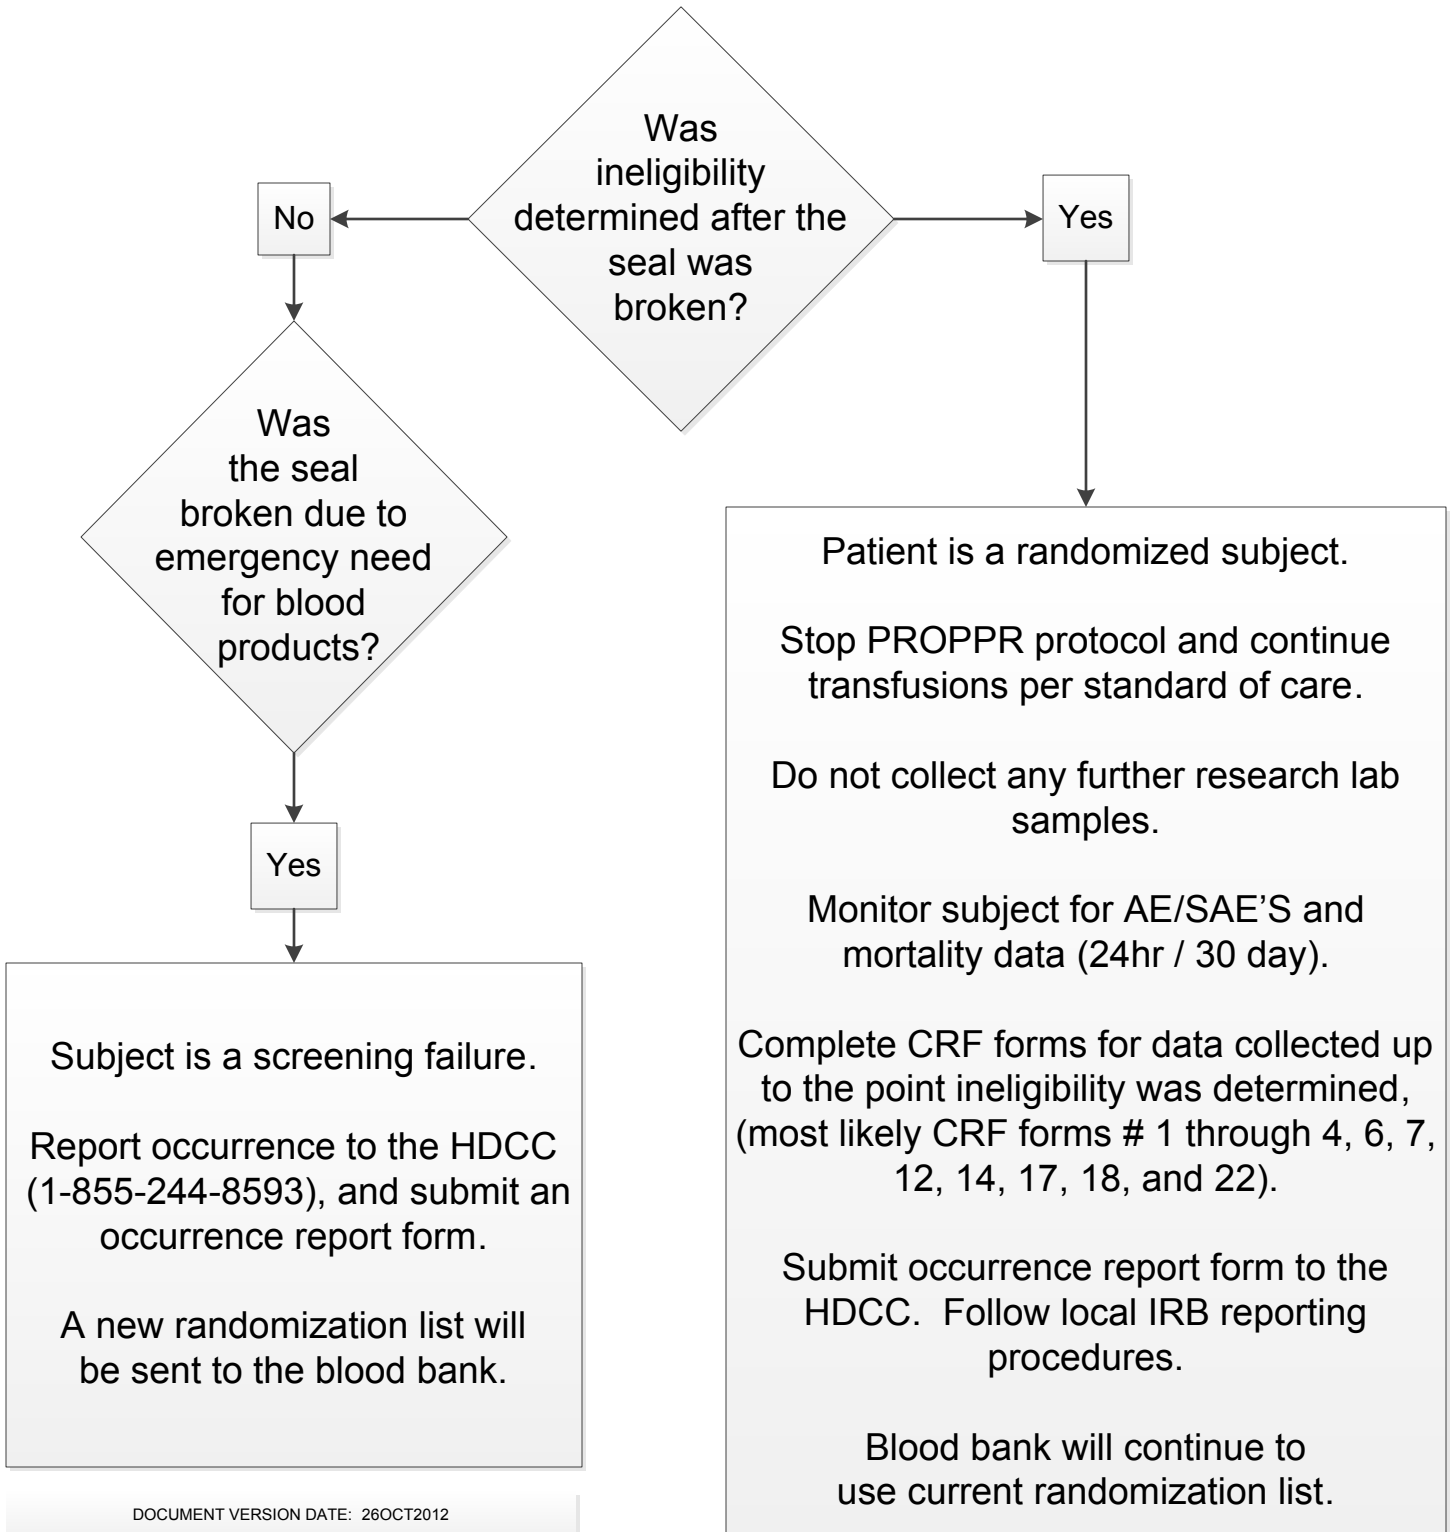 Was
ineligibility
determined after the
seal was
broken?
No
Yes
Was
the seal
broken due to
emergency need
for blood
products?
Yes
Subject is a screening failure.
Report occurrence to the HDCC
(1-855-244-8593), and submit an
occurrence report form.
A new randomization list will
be sent to the blood bank.
Patient is a randomized subject.
Stop PROPPR protocol and continue
transfusions per standard of care.
Do not collect any further research lab
samples.
Monitor subject for AE/SAE’S and
mortality data (24hr / 30 day).
Complete CRF forms for data collected up
to the point ineligibility was determined,
(most likely CRF forms # 1 through 4, 6, 7,
12, 14, 17, 18, and 22).
Submit occurrence report form to the
HDCC.  Follow local IRB reporting
procedures.
Blood bank will continue to
use current randomization list.
DOCUMENT VERSION DATE:  26OCT2012